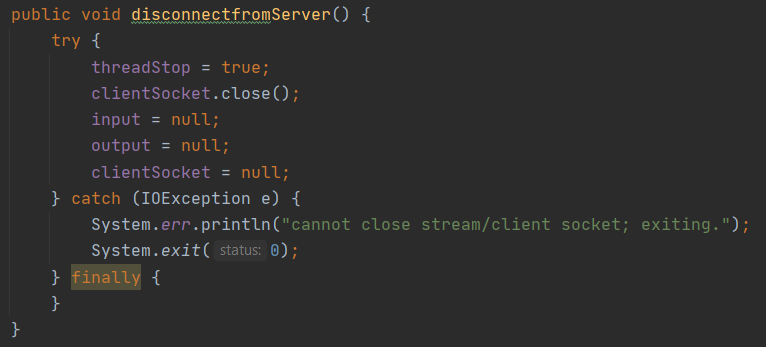 public void disconnectfromServer() {
try {
threadStop = true;
clientSocket.close();
input = null;
output = null;
clientSocket = null;
} catch (IOException e) {
System.err.println("cannot close stream/client socket; exiting.");
System.exit( status: 0);
} finally {
}
}